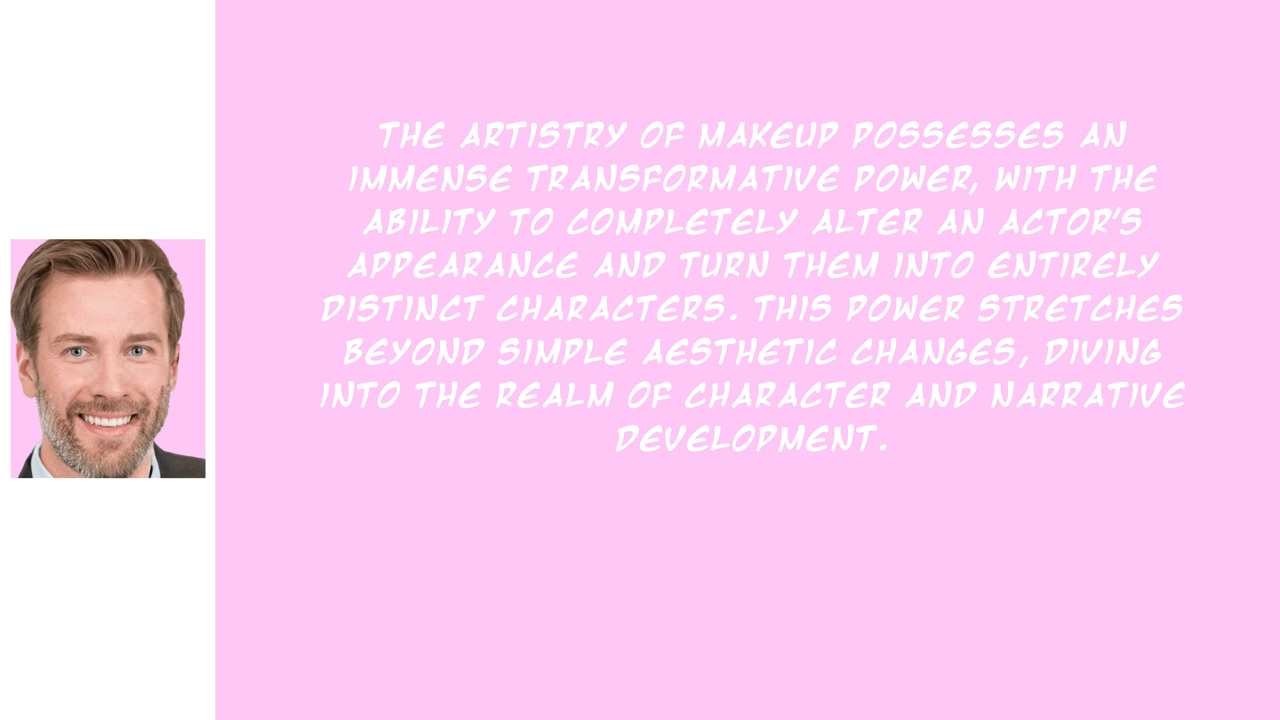 THE ARTISTRY OF MAKEUP POSSESSES AN
IMMENSE TRANSFORMATIVE POWER, WITH THE
ABILITY TO COMPLETELY ALTER AN ACTOR'S
APPEARANCE AND TURN THEM INTO ENTIRELY
DISTINCT CHARACTERS. THIS POWER STRETCHES
BEYOND SIMPLE AESTHETIC CHANGES, DIVING
INTO THE REALM OF CHARACTER AND NARRATIVE
DEVELOPMENT.